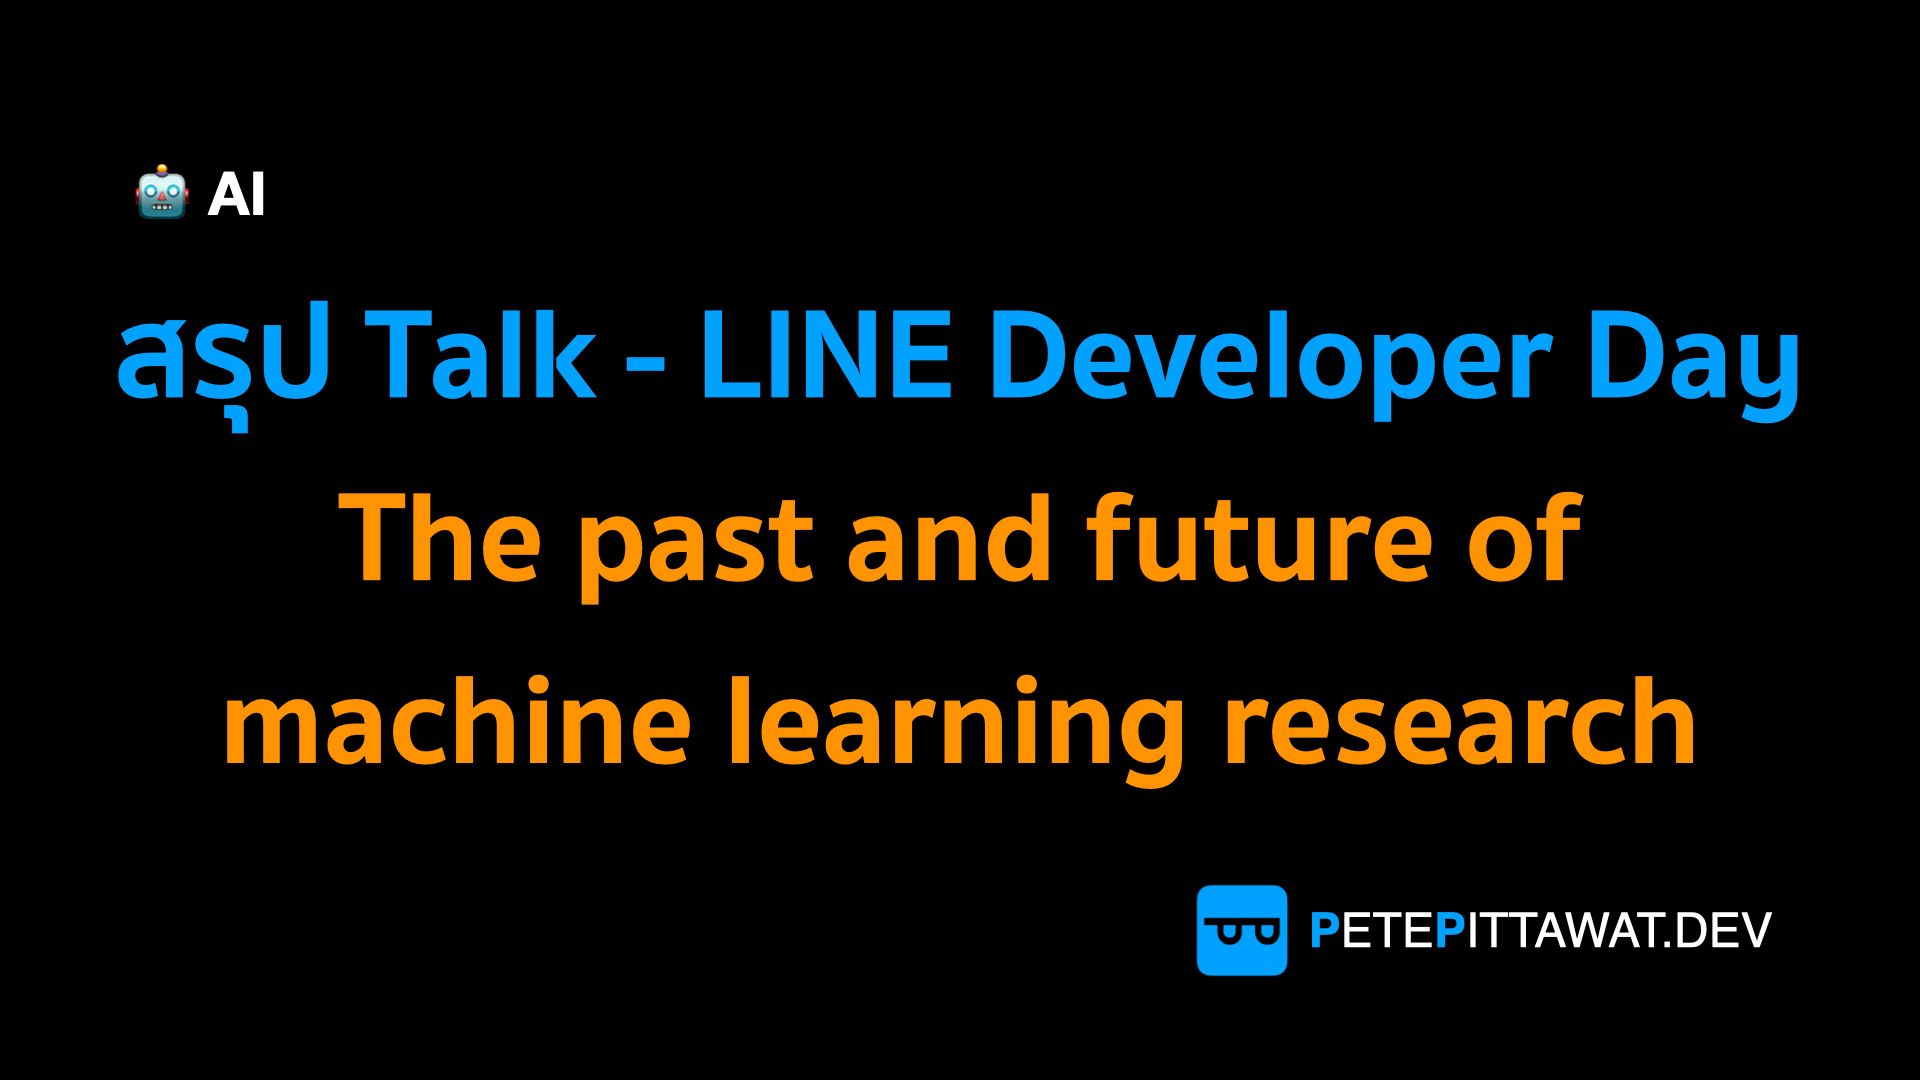 🤖 AI
สรุป Talk - LINE Developer Day
The past and future of
machine learning research
PETEPITTAWAT.DEV